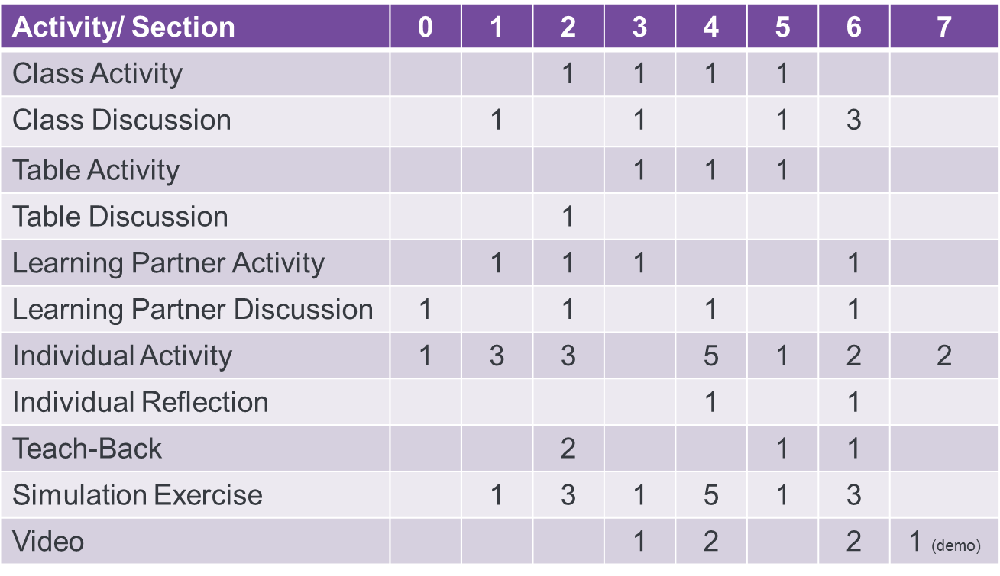 Activity/ Section 0 1 2 3 4 5 6 7
Class Activity 1 1 1 1
Class Discussion 1 1 1 3
Table Activity 1 1 1
Table Discussion 1
Learning Partner Activity 1 1 1 1
Learning Partner Discussion 1 1 1 1
Individual Activity 1 3 3 5 1 2 2
Individual Reflection 1 1
Teach-Back 2 1 1
Simulation Exercise 1 3 1 5 1 3
Video 1 2 2 1 (demo)